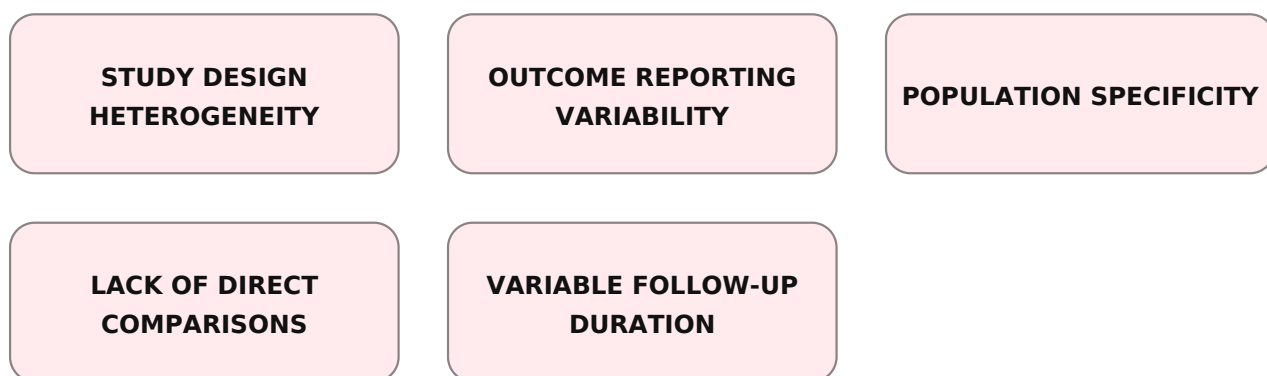 STUDY DESIGN
HETEROGENEITY
OUTCOME REPORTING
VARIABILITY
POPULATION SPECIFICITY
LACK OF DIRECT
COMPARISONS
VARIABLE FOLLOW-UP
DURATION